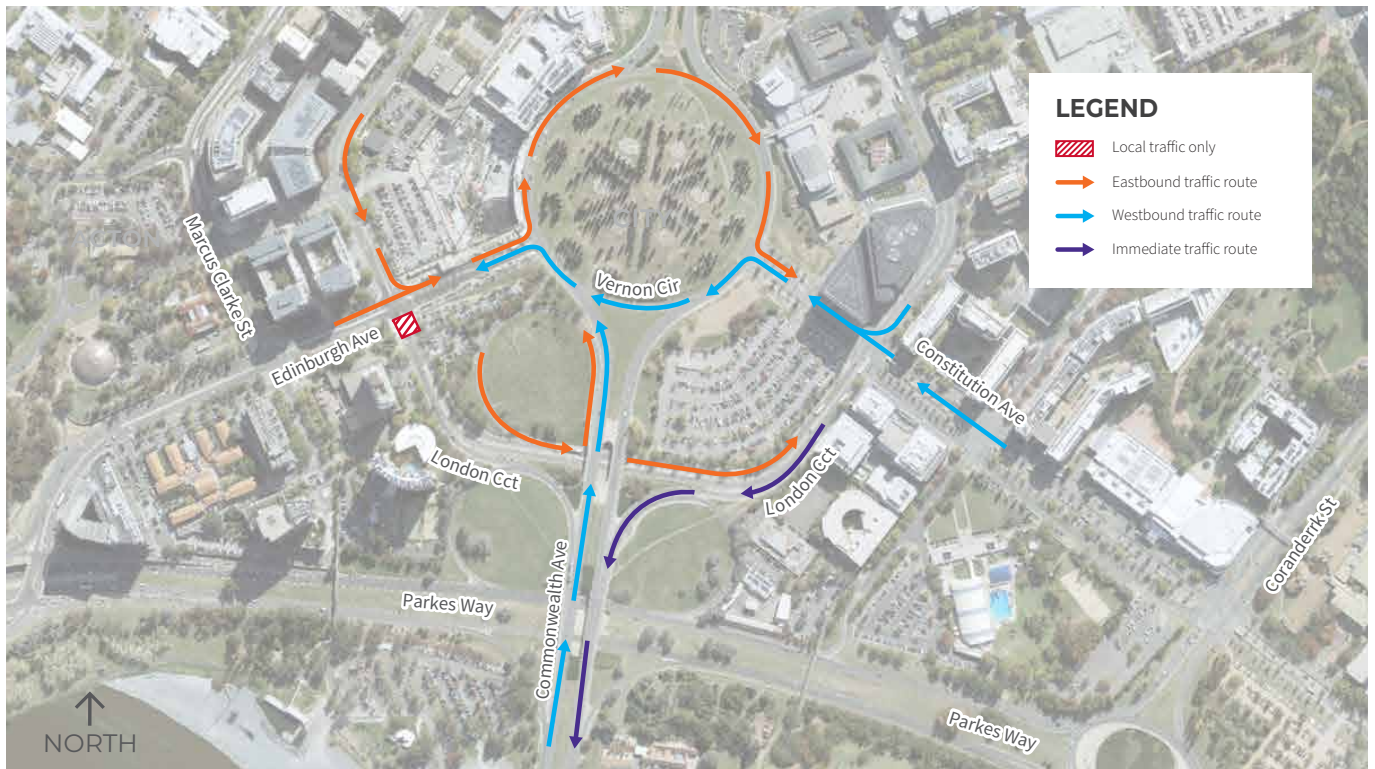 LEGEND
Local traffic only
Eastbound traffic route
Westbound traffic route
Immediate traffic route
Marcus Clarke St
Vernon Cir
Edinburgh Ave
Constitution Ave
London Cct
London Cct
Commonwealth Ave
Coranderrk St
Parkes Way
Parkes Way
NORTH